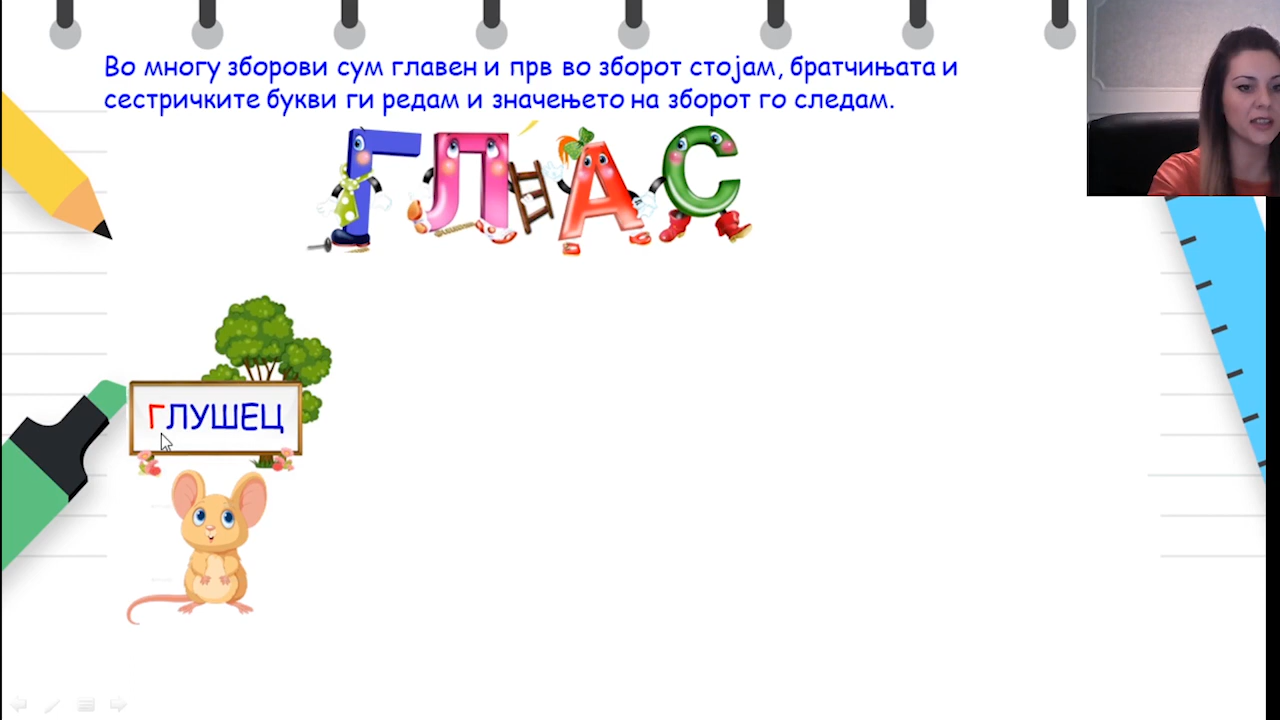 Во многу зборови сум главен и прв во зборот стојам, братчињата и
сестричките букви ги редам и значењето на зборот го следам.
ГЛАС
ГЛУШЕЦ